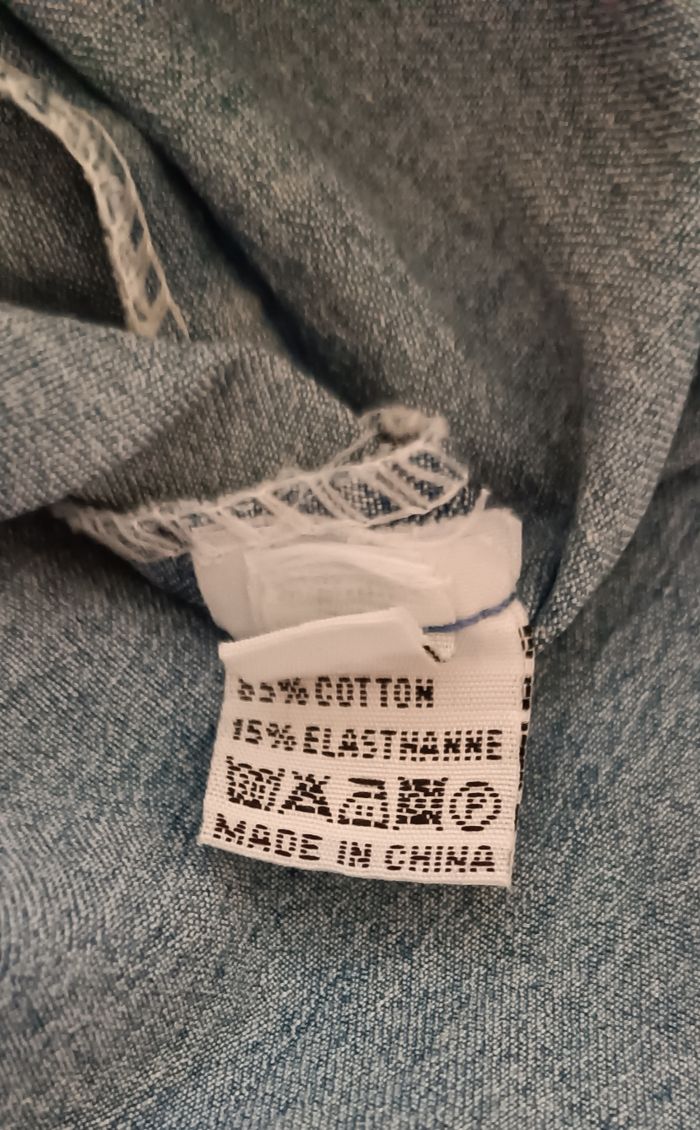 COTTON
15% ELASTHANNE
P
MADE IN CHINA